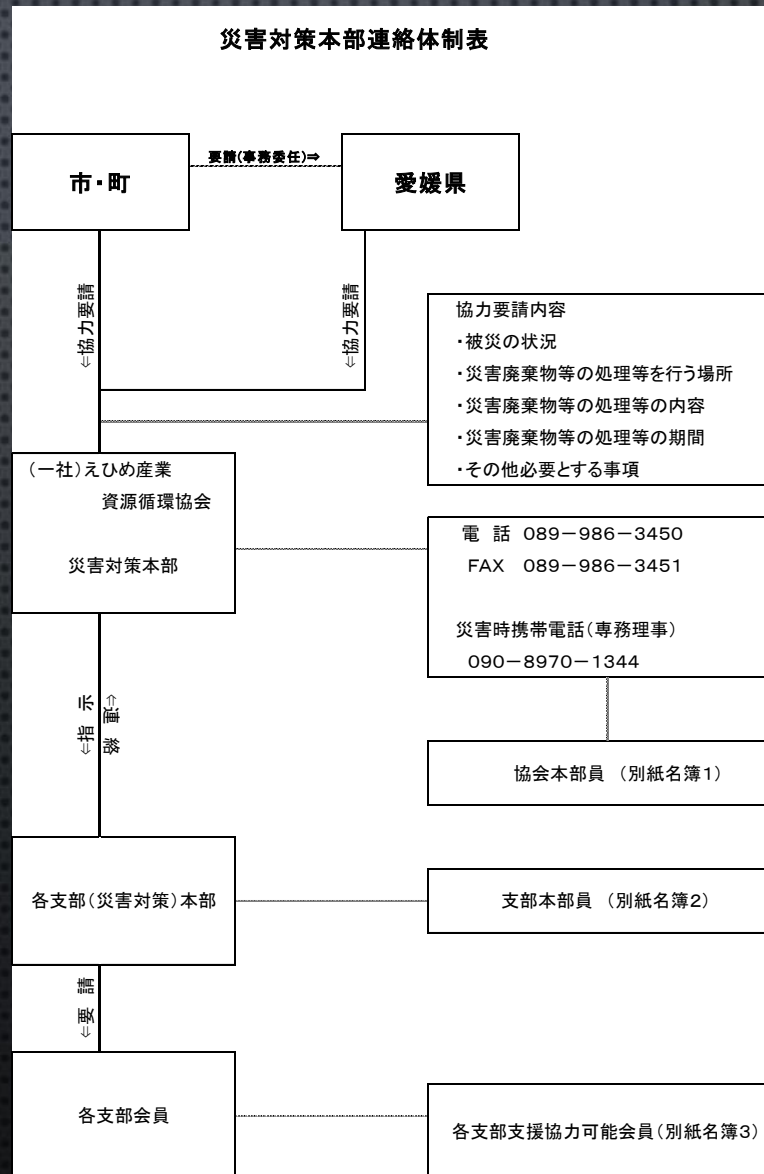 災害対策本部連絡体制表
市・町
要請(事務委任)⇒
愛媛県
⇐協力要請
⇐協力要請
協力要請内容
・被災の状況
・災害廃棄物等の処理等を行う場所
・災害廃棄物等の処理等の内容
・災害廃棄物等の処理等の期間
・その他必要とする事項
(一社)えひめ産業
資源循環協会
災害対策本部
電 話 089-986-3450
FAX 089-986-3451
災害時携帯電話(専務理事)
090-8970-1344
⇐指 示
⇐連 絡
協会本部員 (別紙名簿1)
各支部(災害対策)本部
支部本部員 (別紙名簿2)
⇐要 請
各支部会員
各支部支援協力可能会員(別紙名簿3)